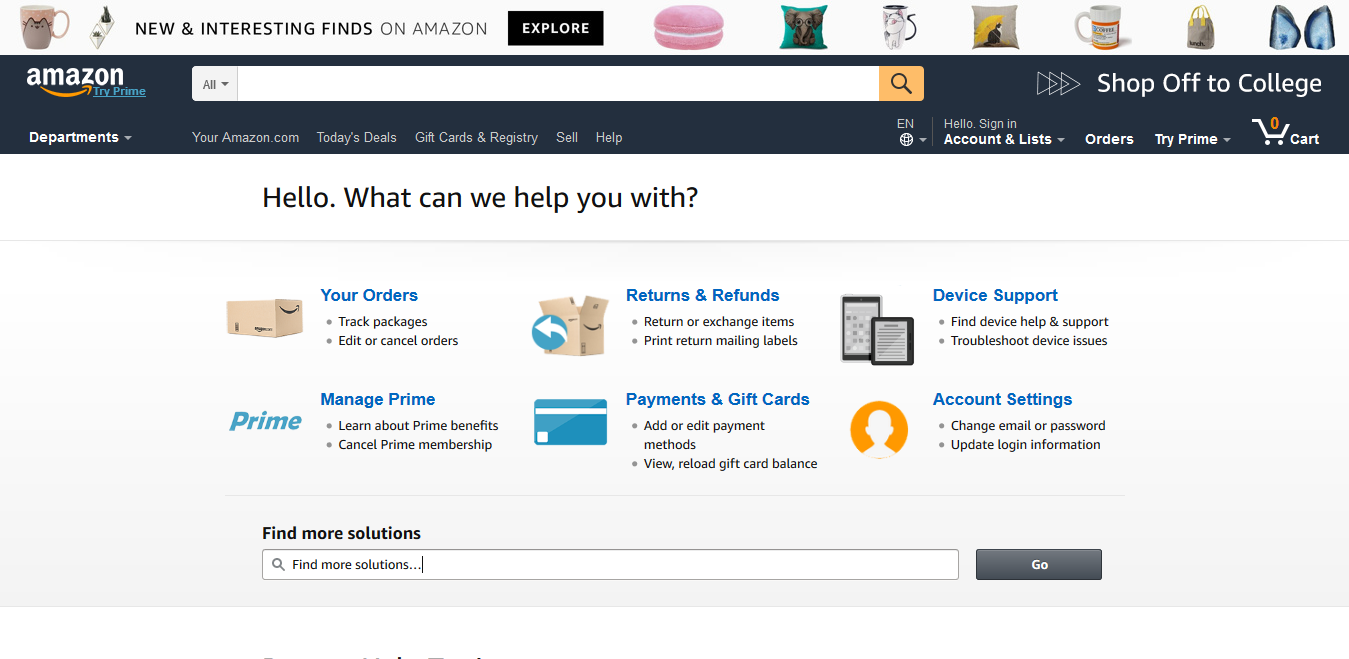 NEW & INTERESTING FINDS ON AMAZON EXPLORE
amazon
Try Prime
All
Shop Off to College
Departments
Your Amazon.com Today's Deals Gift Cards & Registry Sell Help
EN
Hello. Sign in
Account & Lists
Orders
Try Prime
0
Cart
Hello. What can we help you with?
Your Orders
Track packages
Edit or cancel orders
Returns & Refunds
Return or exchange items
Print return mailing labels
Device Support
Find device help & support
Troubleshoot device issues
Prime
Manage Prime
Learn about Prime benefits
Cancel Prime membership
Payments & Gift Cards
Add or edit payment
methods
View, reload gift card balance
Account Settings
Change email or password
Update login information
Find more solutions
Find more solutions...
Go